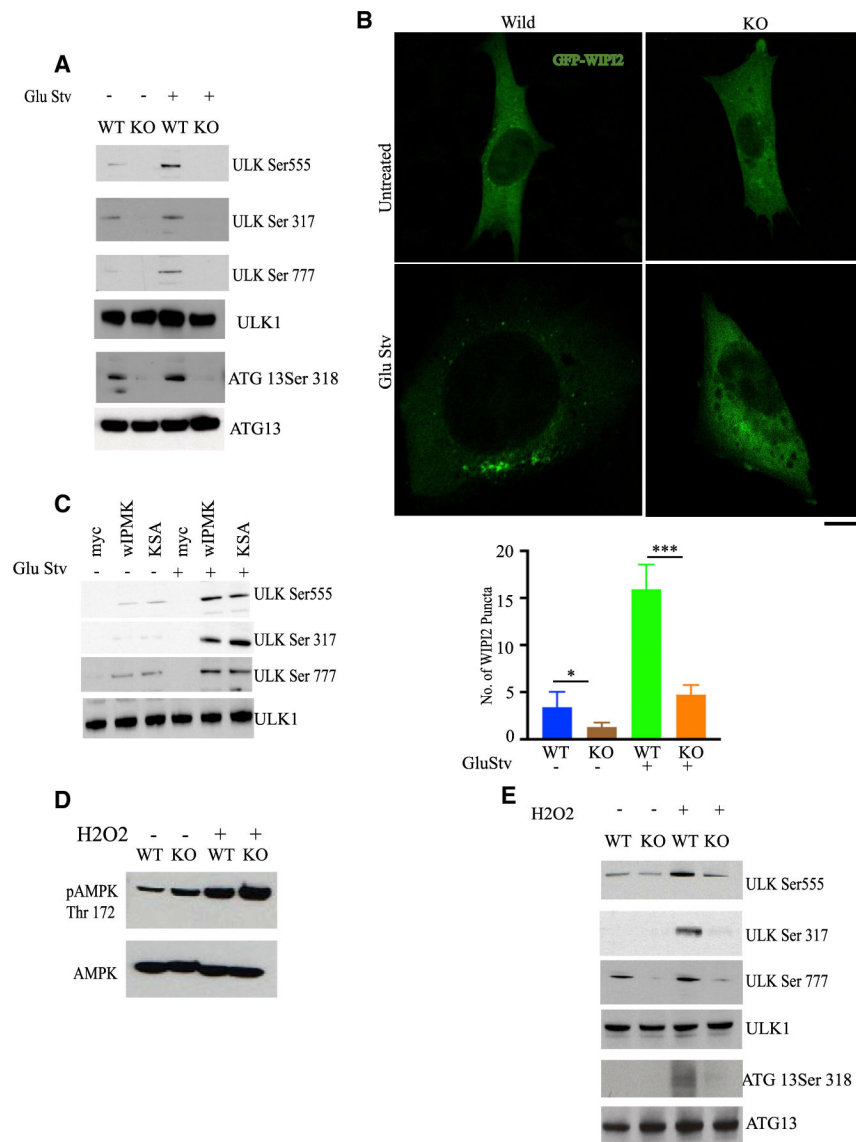 A
Glu Stv - - + +
WT KO WT KO
ULK Ser555
ULK Ser 317
ULK Ser 777
ULK1
ATG 13Ser 318
ATG13
B
Wild KO
GFP-WIPI2
Untreated
Glu Stv
No. of WIPI2 Puncta
20
15
10
5
0
* ***
WT KO WT KO
GluStv - - + +
C
myc wIPMK KSA myc wIPMK KSA
Glu Stv - - - + + +
ULK Ser555
ULK Ser 317
ULK Ser 777
ULK1
D
H2O2 - - + +
WT KO WT KO
pAMPK
Thr 172
AMPK
E
H2O2 - - + +
WT KO WT KO
ULK Ser555
ULK Ser 317
ULK Ser 777
ULK1
ATG 13Ser 318
ATG13